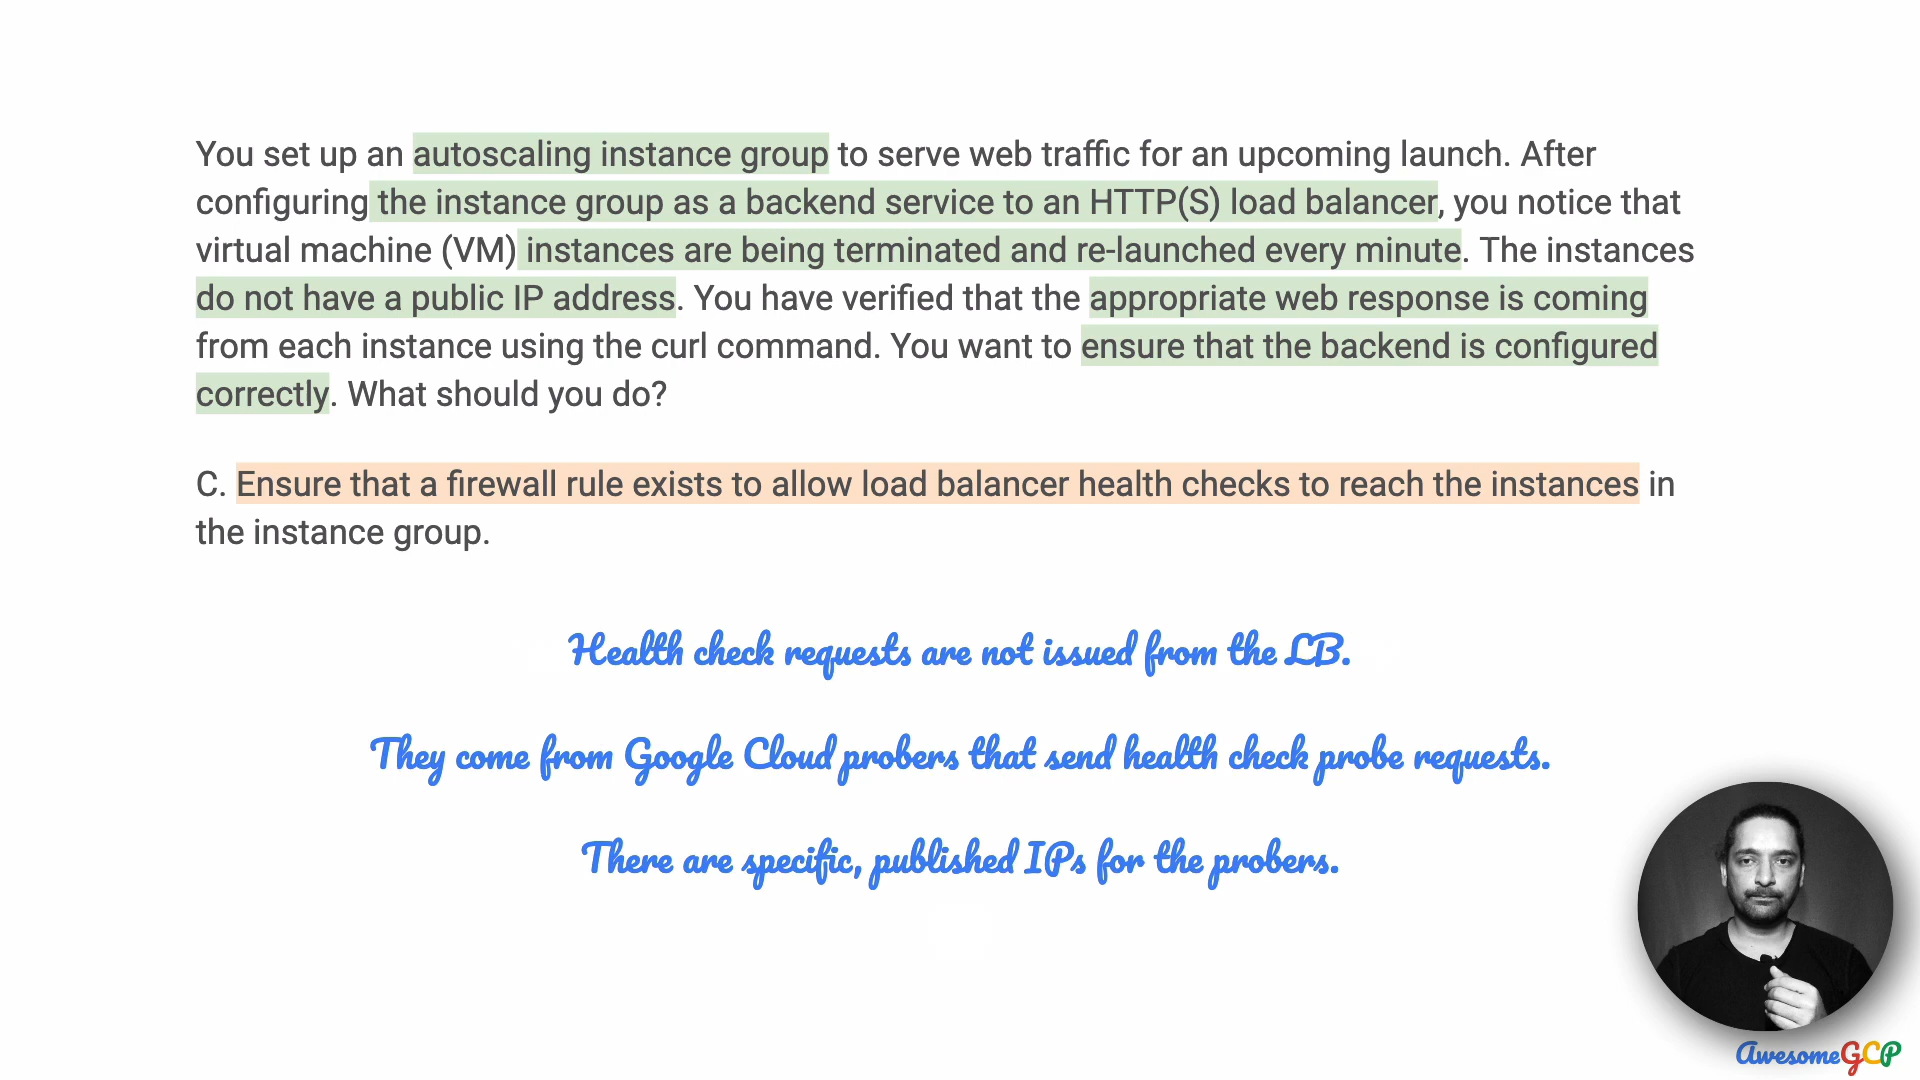 You set up an autoscaling instance group to serve web traffic for an upcoming launch. After
configuring the instance group as a backend service to an HTTP(S) load balancer, you notice that
virtual machine (VM) instances are being terminated and re-launched every minute. The instances
do not have a public IP address. You have verified that the appropriate web response is coming
from each instance using the curl command. You want to ensure that the backend is configured
correctly. What should you do?
C. Ensure that a firewall rule exists to allow load balancer health checks to reach the instances in
the instance group.
Health check requests are not issued from the LB.
They come from Google Cloud probers that send health check probe requests.
There are specific, published IPs for the probers.
AwesomeGCP